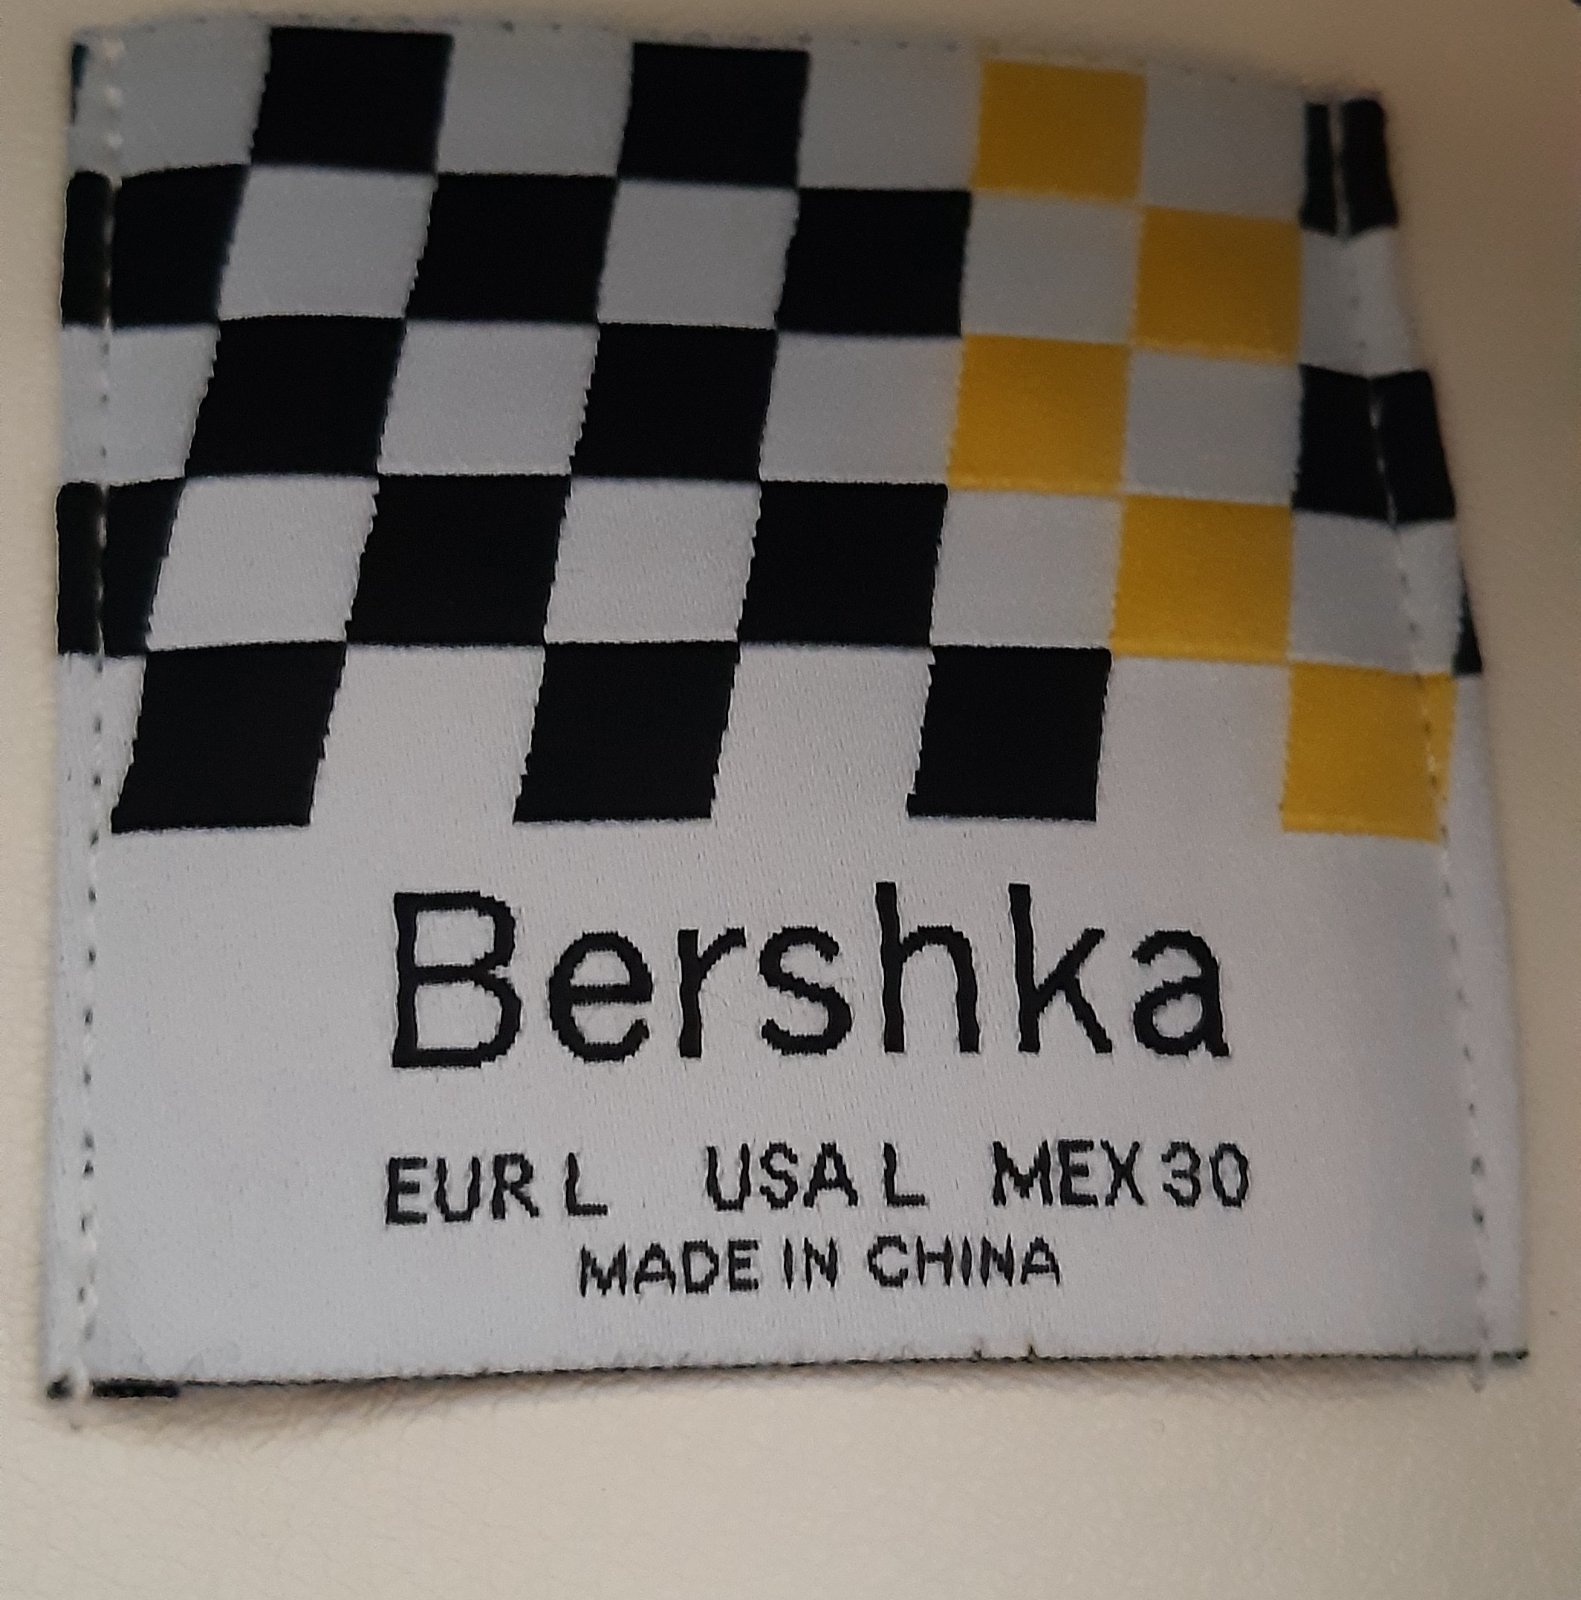 Bershka
EUR L USA L MEX 30
MADE IN CHINA